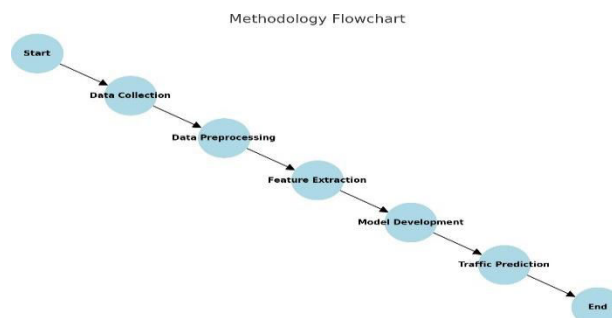 Methodology Flowchart
Start
Data Collection
Data Preprocessing
Feature Extraction
Model Development
Traffic Prediction
End